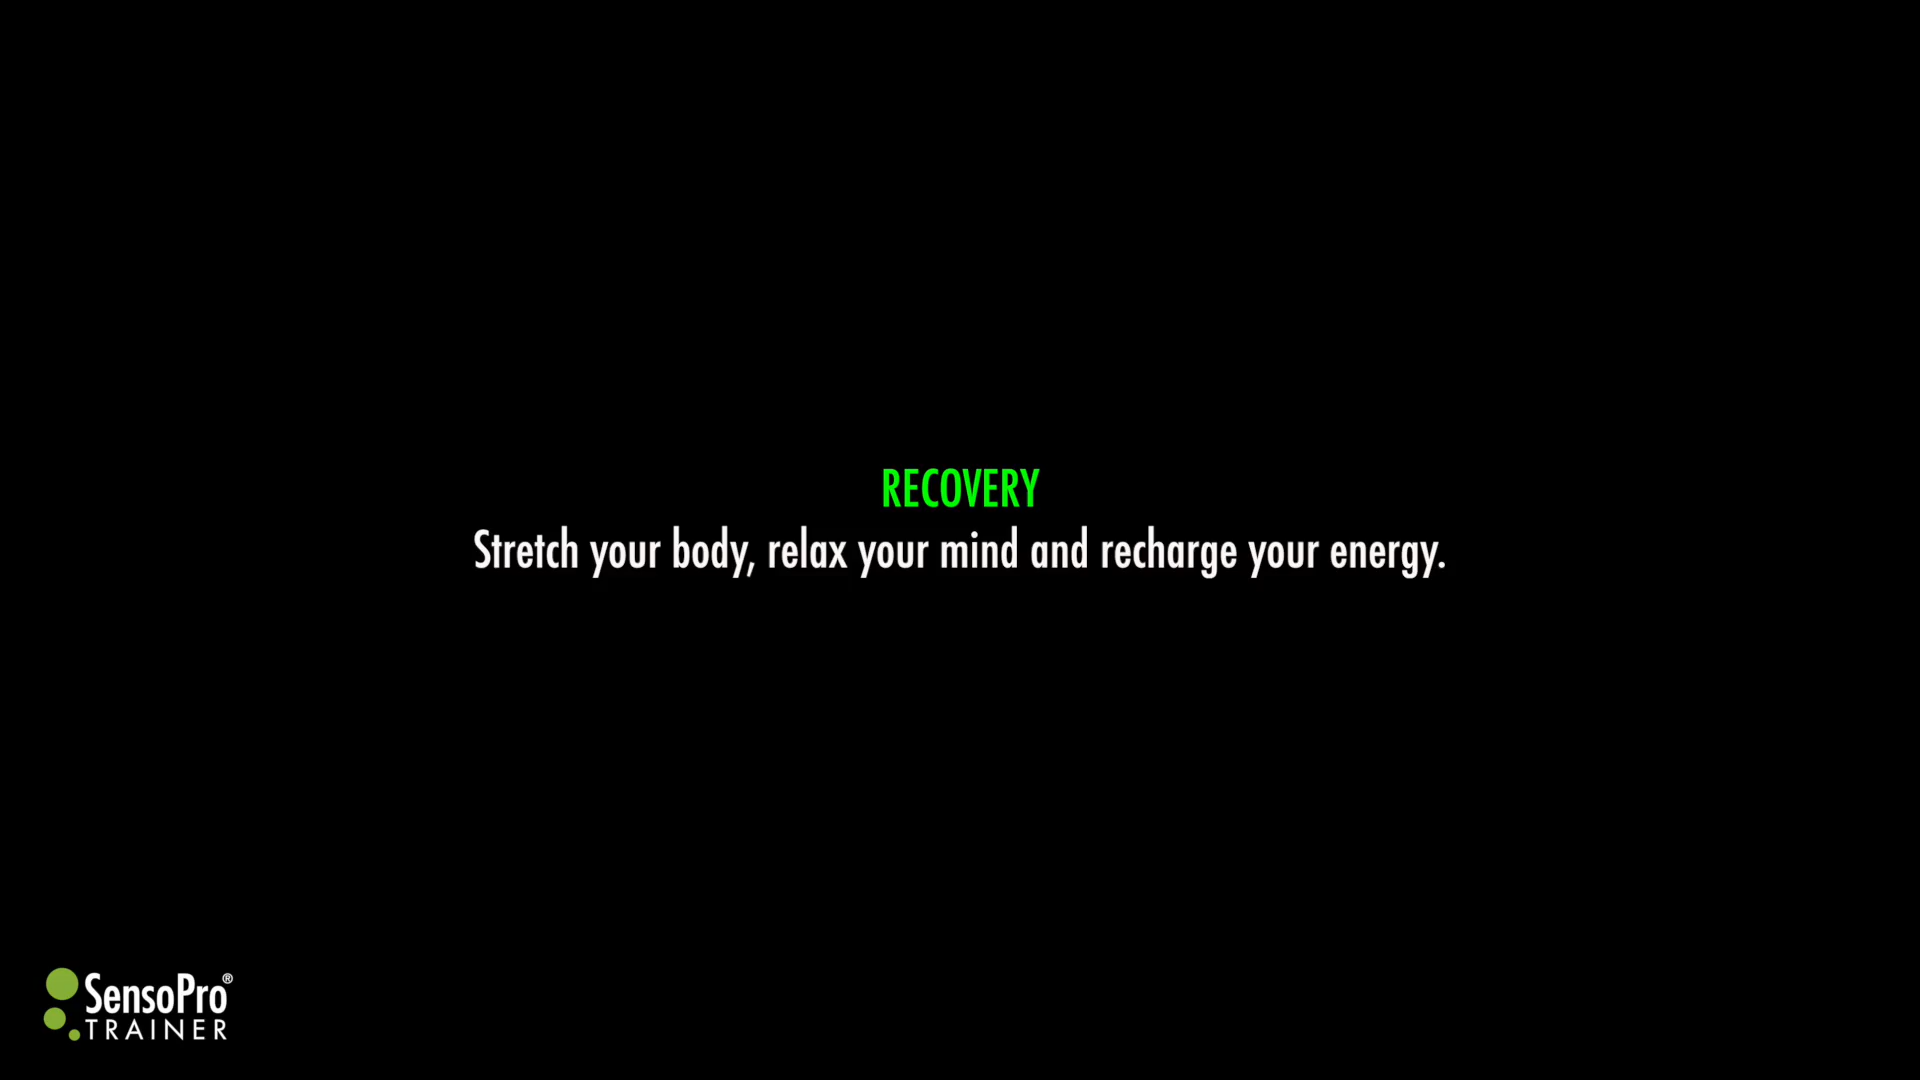 RECOVERY
Stretch your body, relax your mind and recharge your energy.
SensoPro®
TRAINER